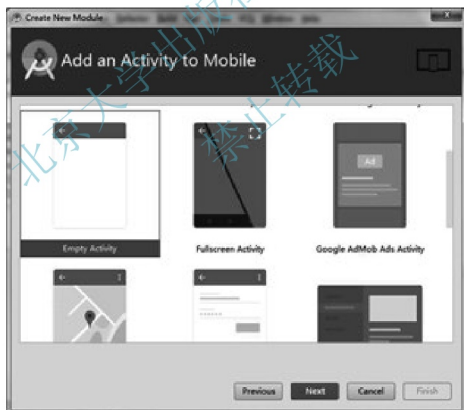 Create New Module
Add an Activity to Mobile
Empty Activity
Fullscreen Activity
Ad
Google AdMob Ads Activity
Previous
Next
Cancel
Finish
北京大学出版
禁止转载